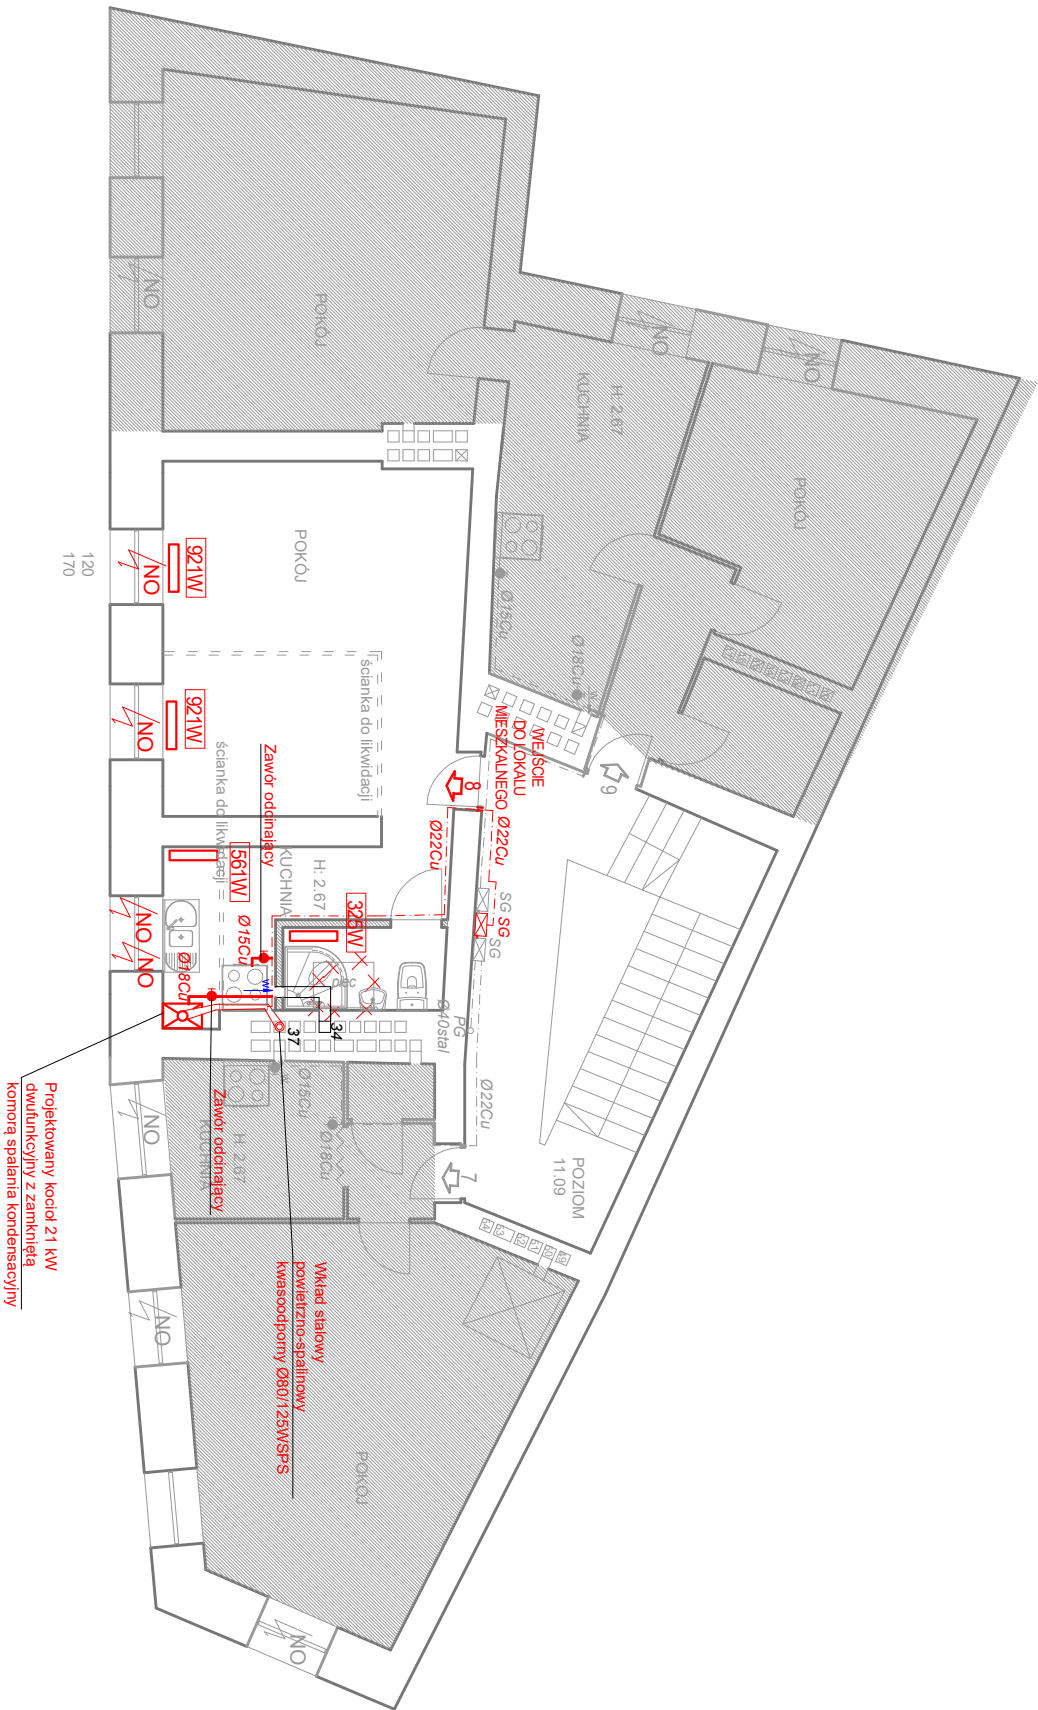 POKÓJ
NO
KUCHNIA
H: 2.67
NO
NO
POKÓJ
Ø15Cu
Ø18Cu
w
9
POKÓJ
120
170
921W
NO
921W
NO
ścianka do likwidacji
ścianka do likwidacji
WEJŚCIE
DO LOKALU
MIESZKALNEGO
Ø22Cu
8
Ø22Cu
Zawór odcinający
561W
KUCHNIA
H: 2.67
326W
SG
SG
SG
Ø15Cu
Ø18Cu
NO
NO
piec
w
PG
Ø40stal
34
37
Ø22Cu
7
POZIOM
11.09
Ø15Cu
Ø18Cu
KUCHNIA
H: 2.67
Zawór odcinający
NO
Projektowany kocioł 21 kW
dwufunkcyjny z zamkniętą
komorą spalania kondensacyjny
Wkład stalowy
powietrzno-spalinowy
kwasoodporny Ø80/125WSPS
NO
POKÓJ
NO